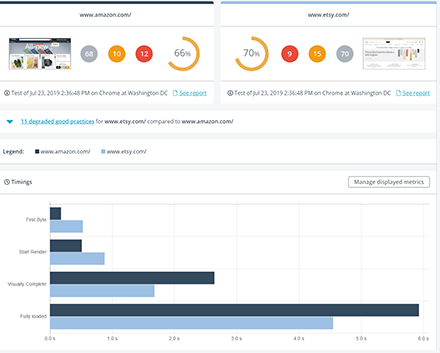 www.amazon.com/
www.etsy.com/
68 10 12 66%
70% 9 15 70
Test of Jul 23, 2019 2:36:48 PM on Chrome at Washington DC See report
Test of Jul 23, 2019 2:36:48 PM on Chrome at Washington DC See report
11 degraded good practices for www.etsy.com/ compared to www.amazon.com/
Legend: www.amazon.com/ www.etsy.com/
Timings
Manage displayed metrics
First Byte
Start Render
Visually Complete
Fully loaded
0.0 s 1.0 s 2.0 s 3.0 s 4.0 s 5.0 s 6.0 s